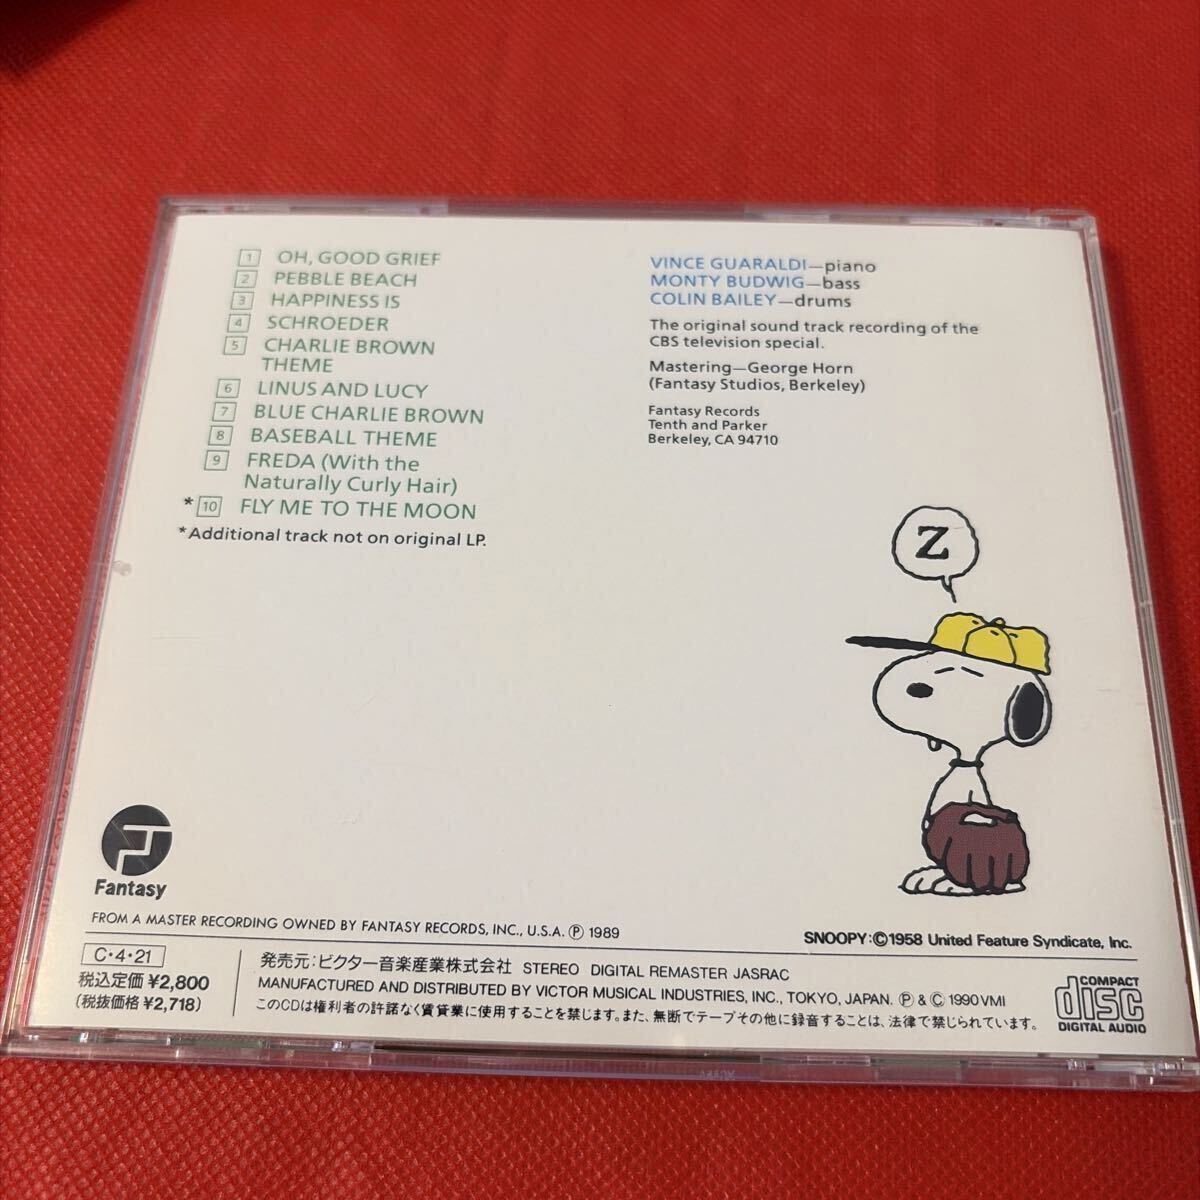 1 OH, GOOD GRIEF
2 PEBBLE BEACH
3 HAPPINESS IS
4 SCHROEDER
5 CHARLIE BROWN
THEME
6 LINUS AND LUCY
7 BLUE CHARLIE BROWN
8 BASEBALL THEME
9 FREDA (With the
Naturally Curly Hair)
*10 FLY ME TO THE MOON
*Additional track not on original LP.
VINCE GUARALDI—piano
MONTY BUDWIG—bass
COLIN BAILEY—drums
The original sound track recording of the
CBS television special.
Mastering—George Horn
(Fantasy Studios, Berkeley)
Fantasy Records
Tenth and Parker
Berkeley, CA 94710
Z
Fantasy
FROM A MASTER RECORDING OWNED BY FANTASY RECORDS, INC., U.S.A. Ⓟ 1989
SNOOPY:©1958 United Feature Syndicate, Inc.
C・4・21
税込定価 ¥2,800
(税抜価格 ¥2,718)
発売元:ビクター音楽産業株式会社 STEREO DIGITAL REMASTER JASRAC
MANUFACTURED AND DISTRIBUTED BY VICTOR MUSICAL INDUSTRIES, INC., TOKYO, JAPAN. Ⓟ & © 1990 VMI
このCDは権利者の許諾なく賃貸業に使用することを禁じます。また、無断でテープその他に録音することは、法律で禁じられています。
COMPACT
disc
DIGITAL AUDIO